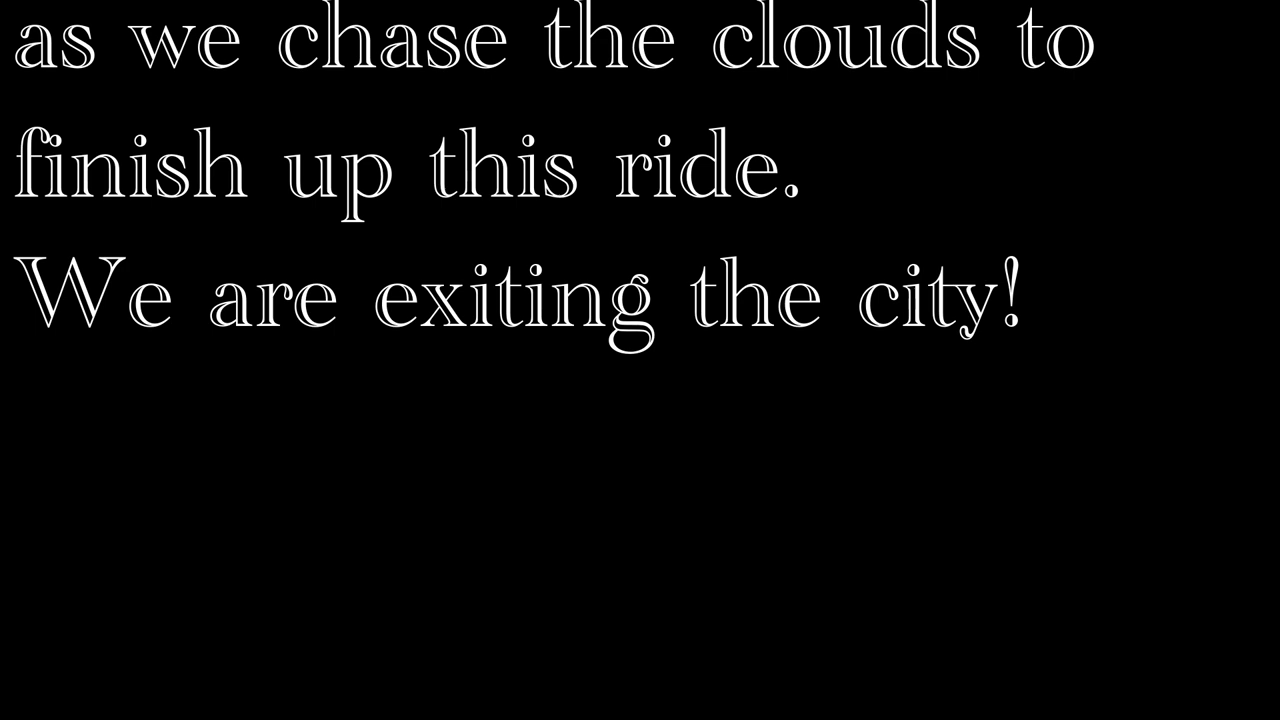 as we chase the clouds to
finish up this ride.
We are exiting the city!